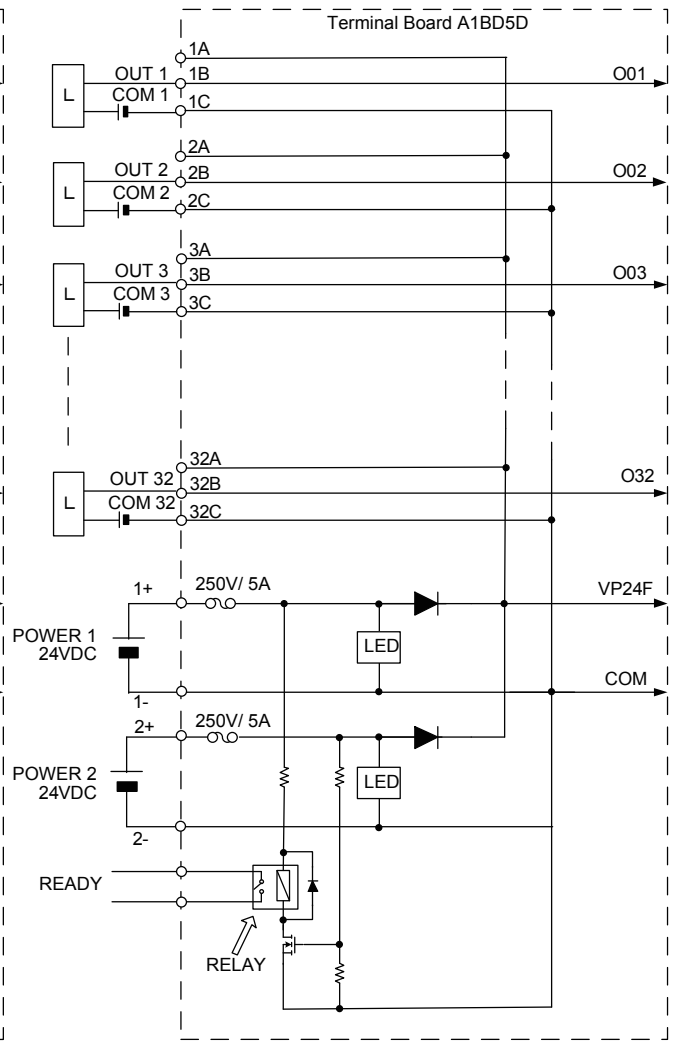 Terminal Board A1BD5D
1A
OUT 1 1B O01
COM 1 1C
L
2A
OUT 2 2B O02
COM 2 2C
L
3A
OUT 3 3B O03
COM 3 3C
L
32A
OUT 32 32B O32
COM 32 32C
L
1+ 250V/ 5A VP24F
POWER 1
24VDC
LED
1- COM
2+ 250V/ 5A
POWER 2
24VDC
LED
2-
READY
RELAY